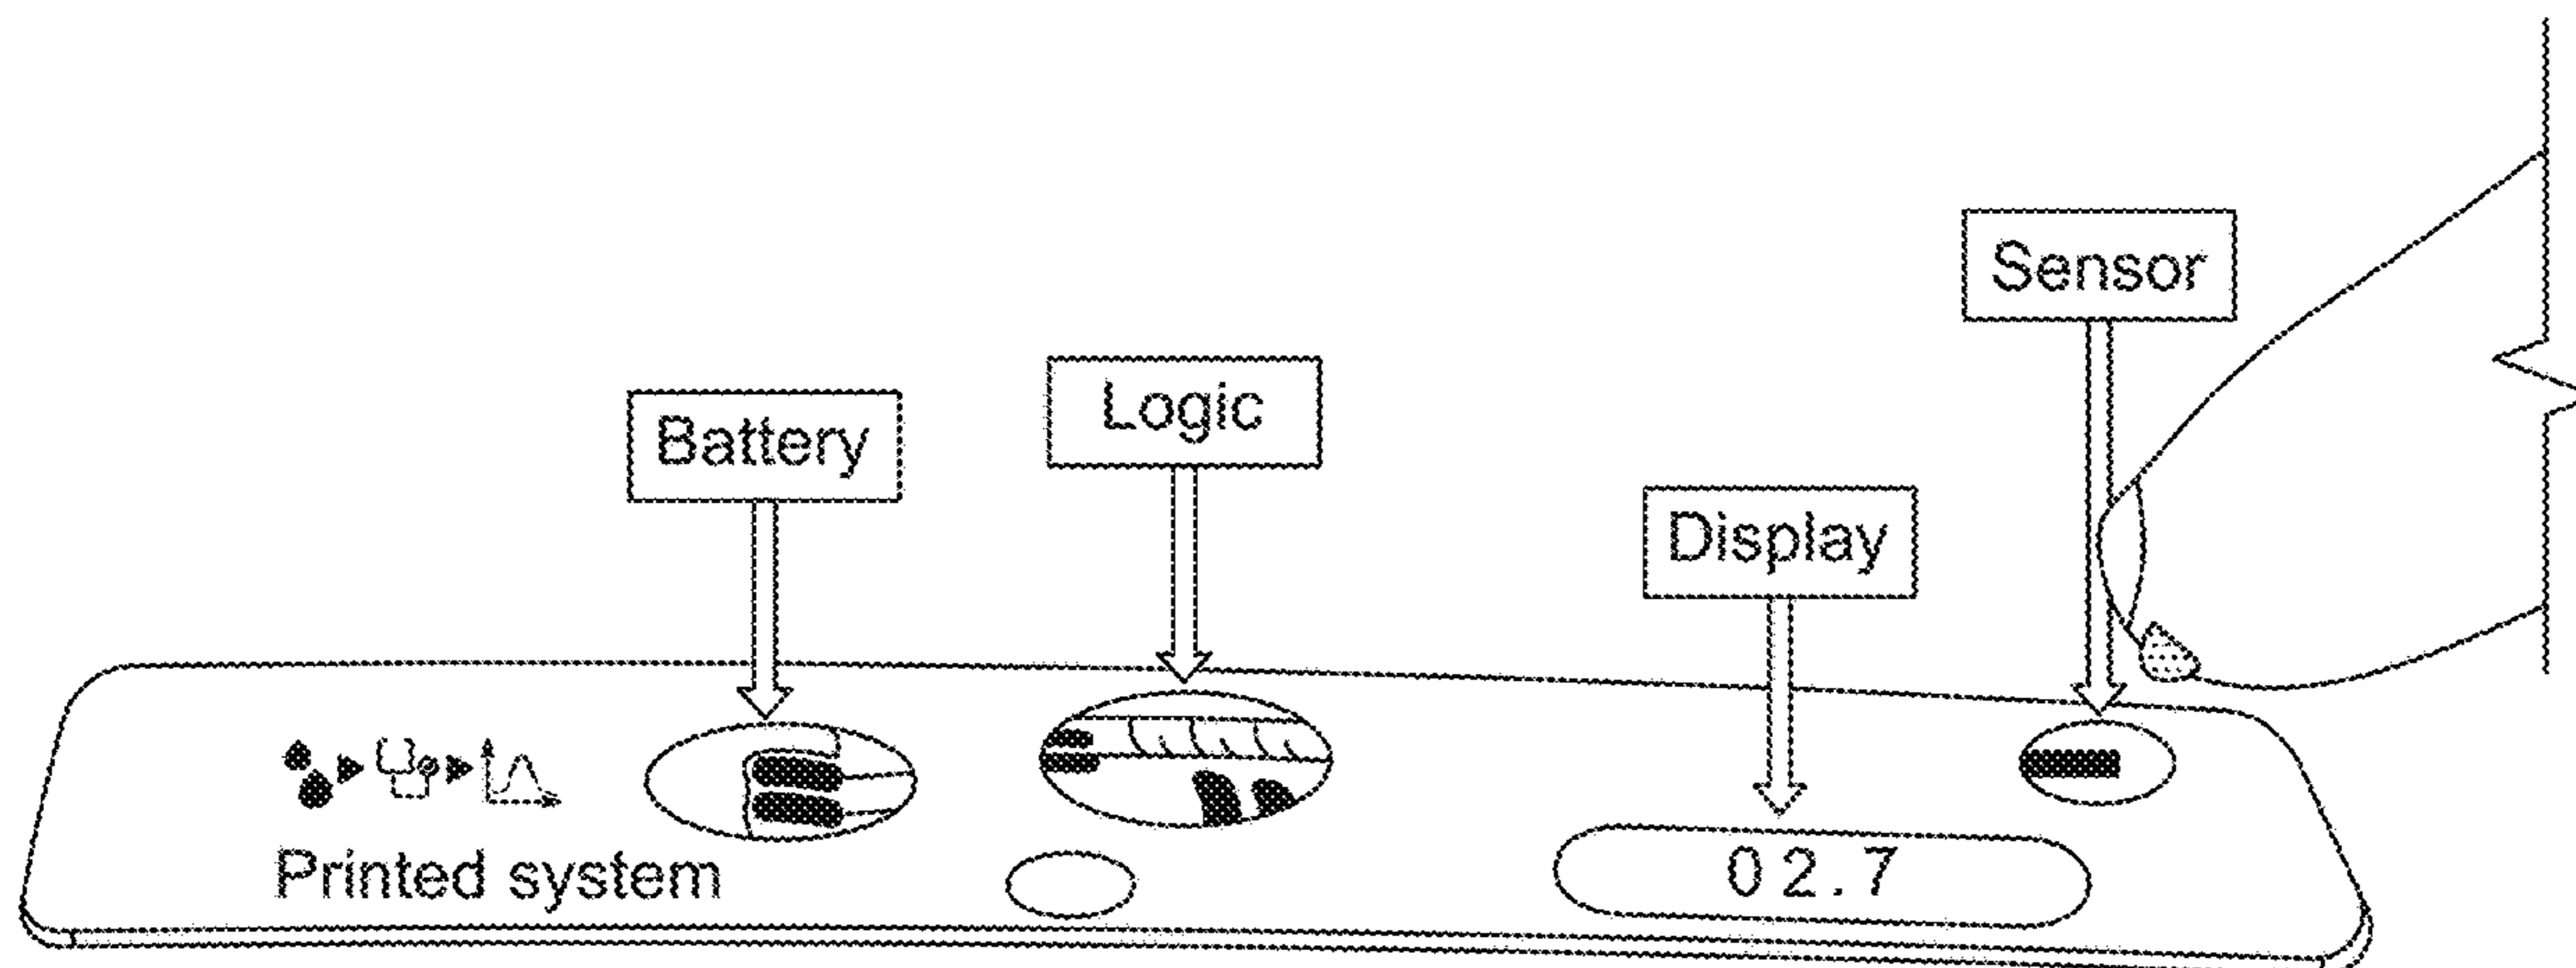 Sensor
Logic
Battery
Display
02.7
Printed system